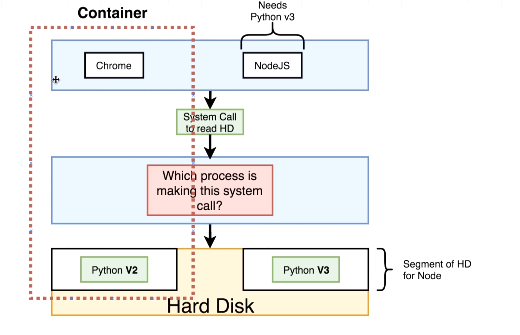 Container
Needs
Python v3
Chrome
NodeJS
System Call
to read HD
Which process is
making this system
call?
Python V2
Python V3
Segment of HD
for Node
Hard Disk